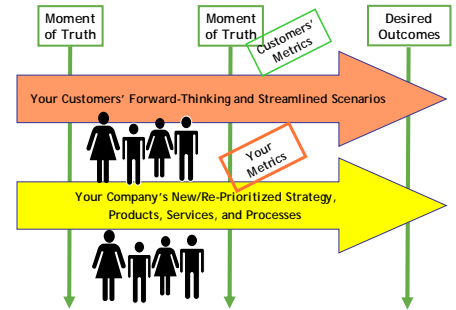 Moment
of Truth
Moment
of Truth
Desired
Outcomes
Customers'
Metrics
Your Customers' Forward-Thinking and Streamlined Scenarios
Your
Metrics
Your Company's New/Re-Prioritized Strategy,
Products, Services, and Processes